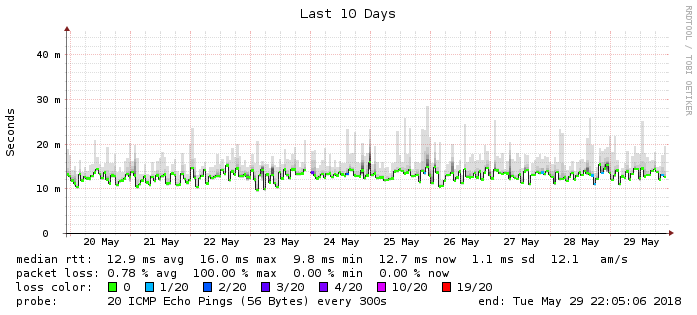 Last 10 Days
RRDTOOL / TOBI OETIKER
Seconds
40 m
30 m
20 m
10 m
0
20 May 21 May 22 May 23 May 24 May 25 May 26 May 27 May 28 May 29 May
median rtt: 12.9 ms avg 16.0 ms max 9.8 ms min 12.7 ms now 1.1 ms sd 12.1 am/s
packet loss: 0.78 % avg 100.00 % max 0.00 % min 0.00 % now
loss color: 0 1/20 2/20 3/20 4/20 10/20 19/20
probe: 20 ICMP Echo Pings (56 Bytes) every 300s end: Tue May 29 22:05:06 2018